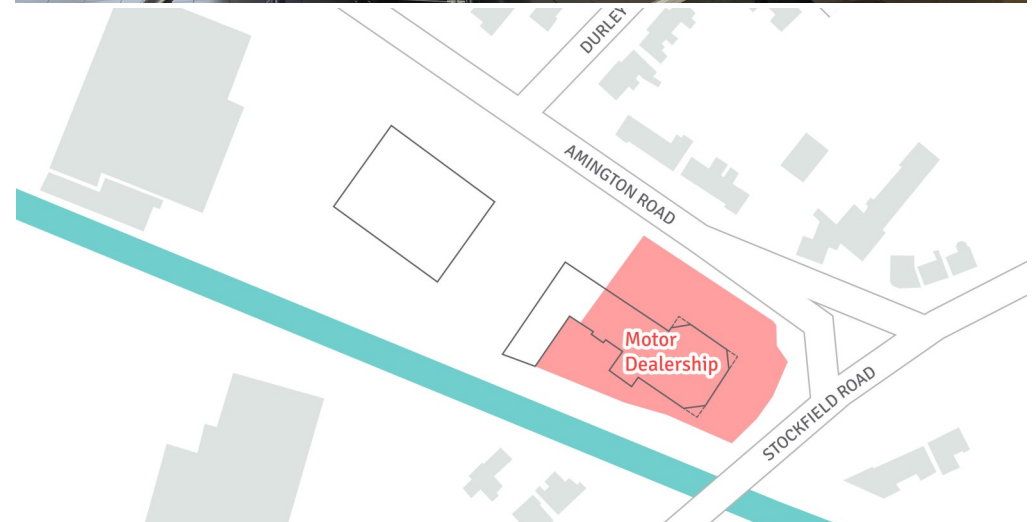 DURLEY
AMINGTON ROAD
Motor
Dealership
STOCKFIELD ROAD